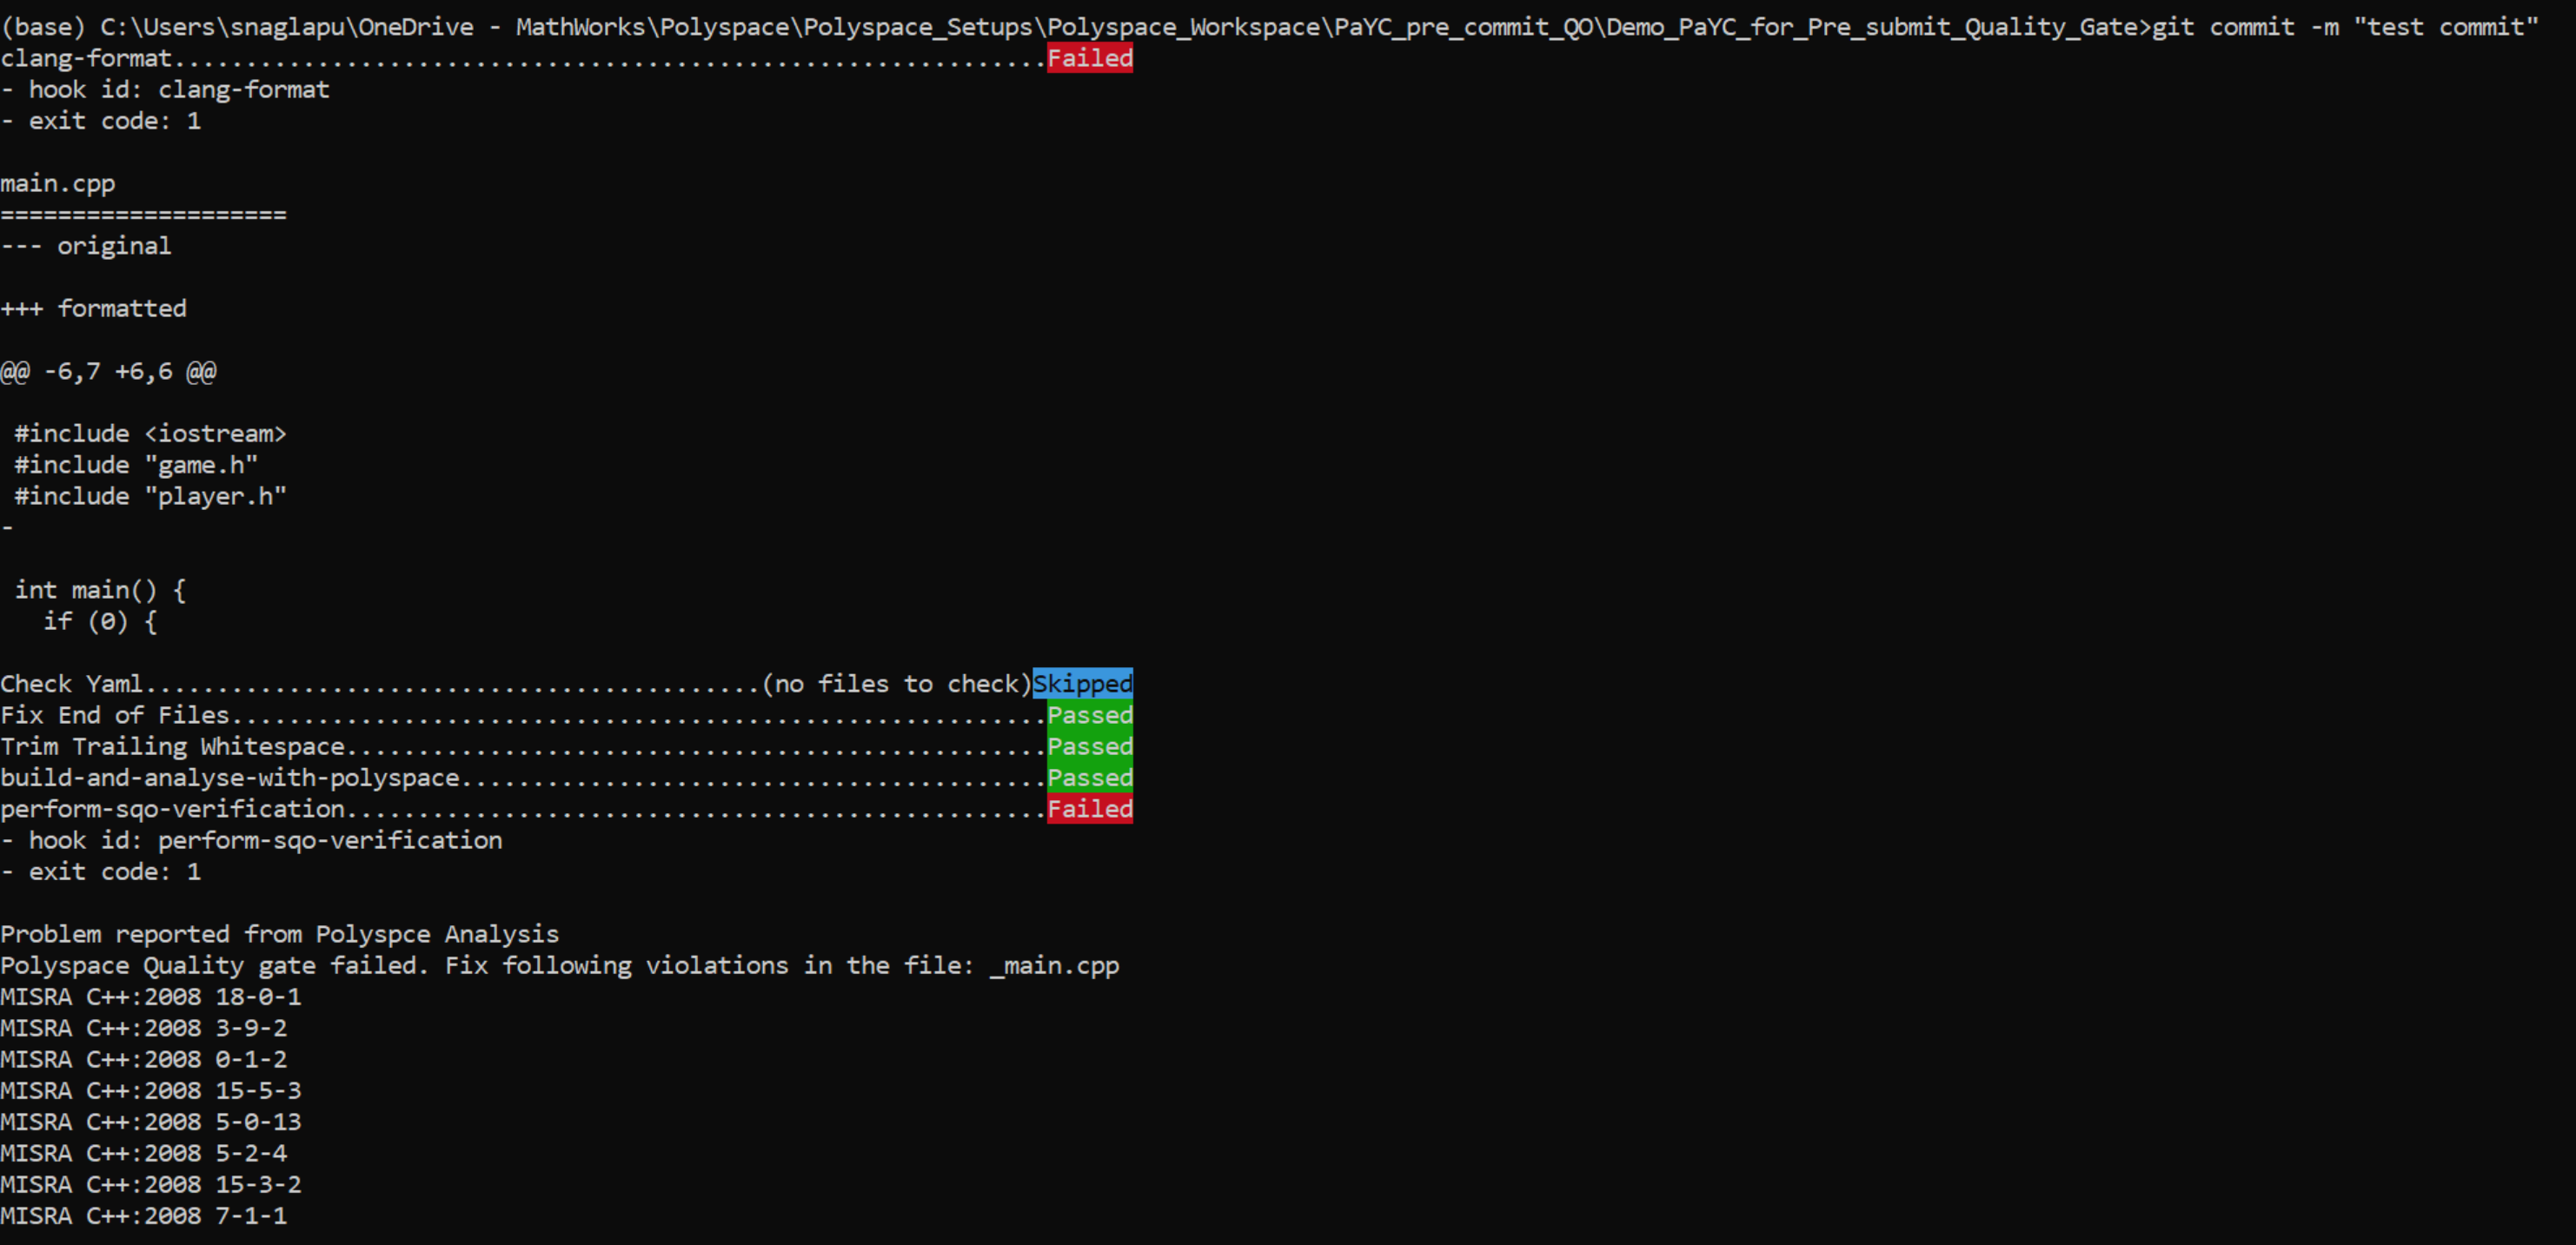 (base) C:\Users\snaglapu\OneDrive - MathWorks\Polyspace\Polyspace_Setups\Polyspace_Workspace\PaYC_pre_commit_QO\Demo_PaYC_for_Pre_submit_Quality_Gate>git commit -m "test commit"
clang-format.............................................................Failed
- hook id: clang-format
- exit code: 1
main.cpp
====================
--- original
+++ formatted
@@ -6,7 +6,6 @@
#include <iostream>
#include "game.h"
#include "player.h"
-
int main() {
if (0) {
Check Yaml...........................................(no files to check)Skipped
Fix End of Files.........................................................Passed
Trim Trailing Whitespace.................................................Passed
build-and-analyse-with-polyspace.........................................Passed
perform-sqo-verification.................................................Failed
- hook id: perform-sqo-verification
- exit code: 1
Problem reported from Polyspce Analysis
Polyspace Quality gate failed. Fix following violations in the file: _main.cpp
MISRA C++:2008 18-0-1
MISRA C++:2008 3-9-2
MISRA C++:2008 0-1-2
MISRA C++:2008 15-5-3
MISRA C++:2008 5-0-13
MISRA C++:2008 5-2-4
MISRA C++:2008 15-3-2
MISRA C++:2008 7-1-1